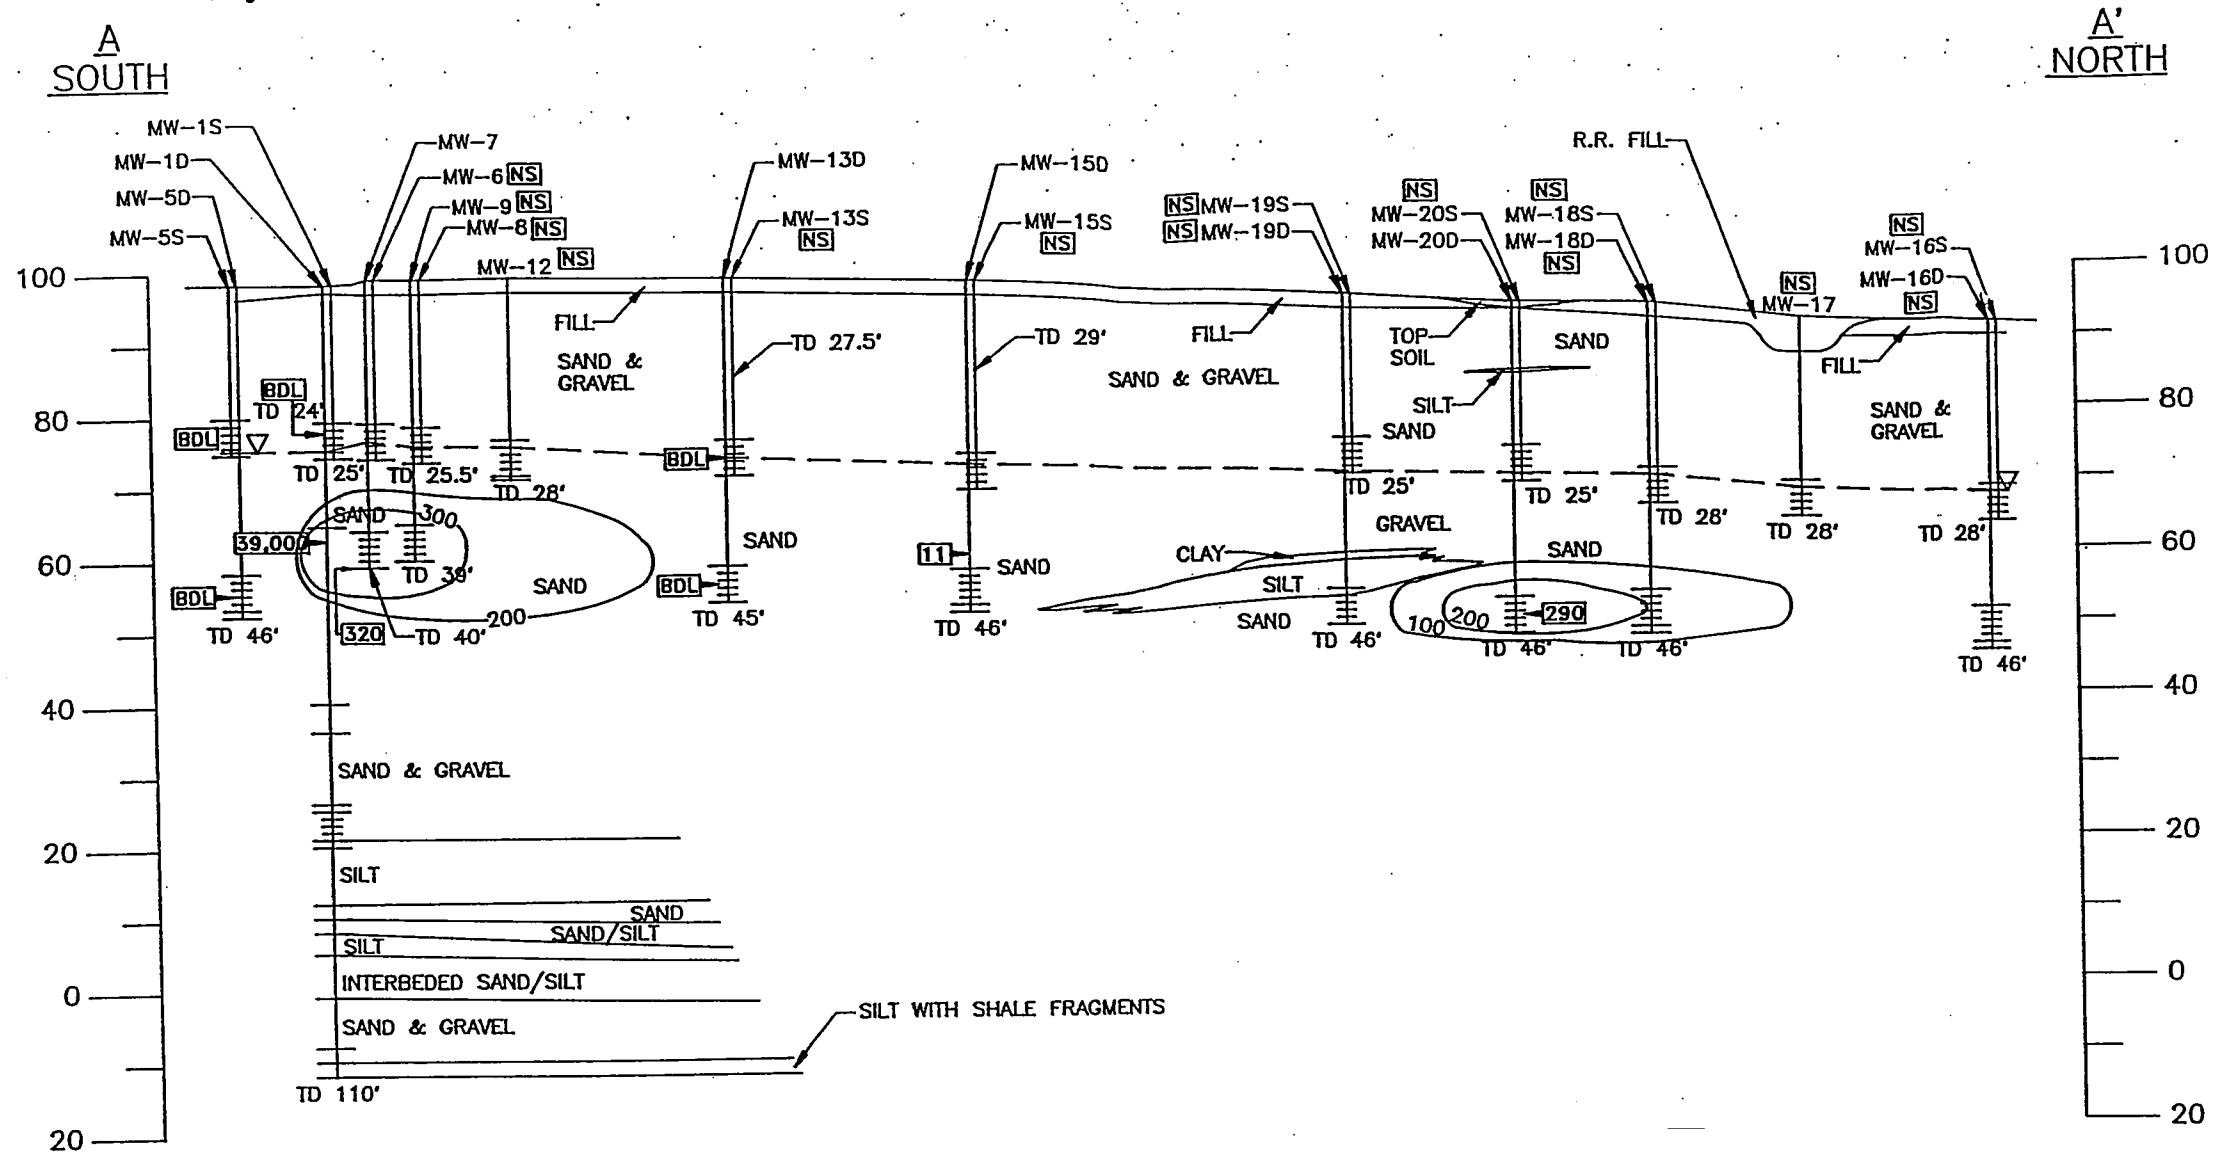 A
SOUTH
A'
NORTH
MW-1S
MW-1D
MW-5D
MW-5S
MW-7
MW-6 NS
MW-9 NS
MW-8 NS
MW-12 NS
MW-13D
MW-13S
NS
MW-15D
MW-15S
NS
NS MW-19S
NS MW-19D
NS
MW-20S
MW-20D
NS
MW-18S
MW-18D
NS
R.R. FILL
NS
MW-17
NS
MW-16S
MW-16D
NS
100
80
60
40
20
0
20
100
80
60
40
20
0
20
FILL
SAND &
GRAVEL
TD 27.5'
TD 29'
SAND & GRAVEL
FILL
TOP
SOIL
SAND
SILT
SAND
FILL
SAND &
GRAVEL
BDL
TD 24'
BDL
TD 25'
TD 25.5'
TD 28'
BDL
TD 25'
TD 25'
TD 28'
TD 28'
TD 28'
SAND
300
39,000
TD 39'
SAND
200
320
TD 40'
BDL
TD 46'
SAND
BDL
TD 45'
11
SAND
TD 46'
GRAVEL
CLAY
SILT
SAND
TD 46'
SAND
100
200
290
TD 46'
TD 46'
TD 46'
SAND & GRAVEL
SILT
SAND
SAND/SILT
SILT
INTERBEDED SAND/SILT
SAND & GRAVEL
SILT WITH SHALE FRAGMENTS
TD 110'